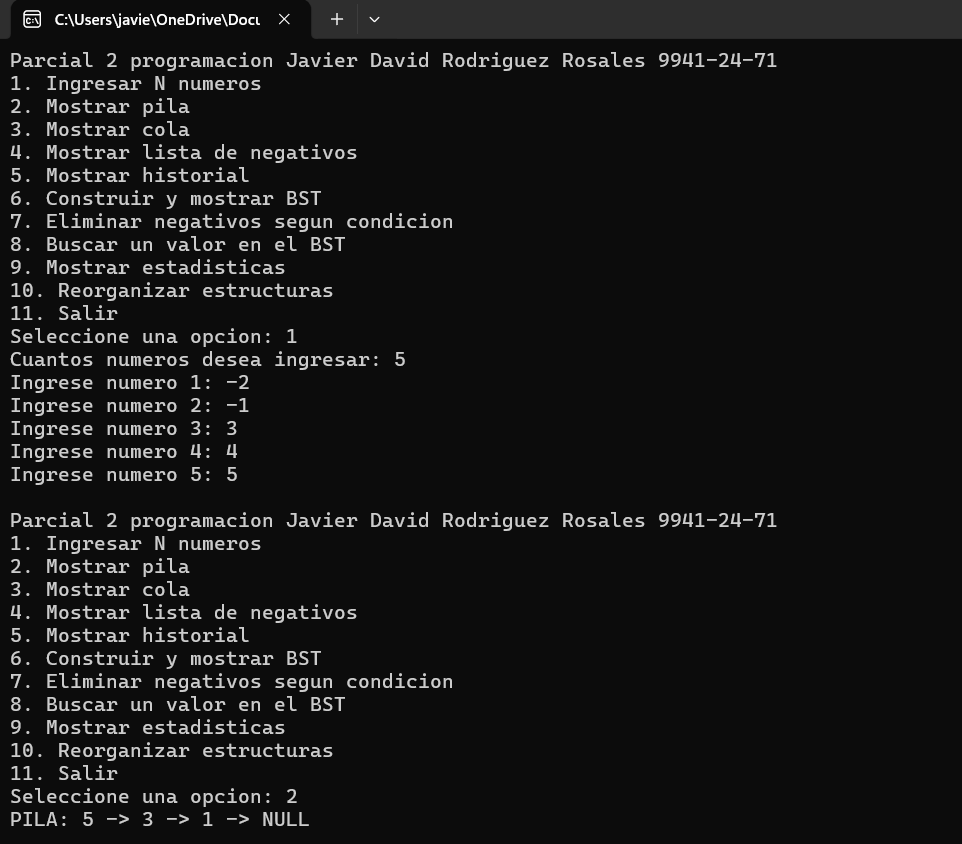 C:\Users\javie\OneDrive\Docu
Parcial 2 programacion Javier David Rodriguez Rosales 9941-24-71
1. Ingresar N numeros
2. Mostrar pila
3. Mostrar cola
4. Mostrar lista de negativos
5. Mostrar historial
6. Construir y mostrar BST
7. Eliminar negativos segun condicion
8. Buscar un valor en el BST
9. Mostrar estadisticas
10. Reorganizar estructuras
11. Salir
Seleccione una opcion: 1
Cuantos numeros desea ingresar: 5
Ingrese numero 1: -2
Ingrese numero 2: -1
Ingrese numero 3: 3
Ingrese numero 4: 4
Ingrese numero 5: 5
Parcial 2 programacion Javier David Rodriguez Rosales 9941-24-71
1. Ingresar N numeros
2. Mostrar pila
3. Mostrar cola
4. Mostrar lista de negativos
5. Mostrar historial
6. Construir y mostrar BST
7. Eliminar negativos segun condicion
8. Buscar un valor en el BST
9. Mostrar estadisticas
10. Reorganizar estructuras
11. Salir
Seleccione una opcion: 2
PILA: 5 -> 3 -> 1 -> NULL